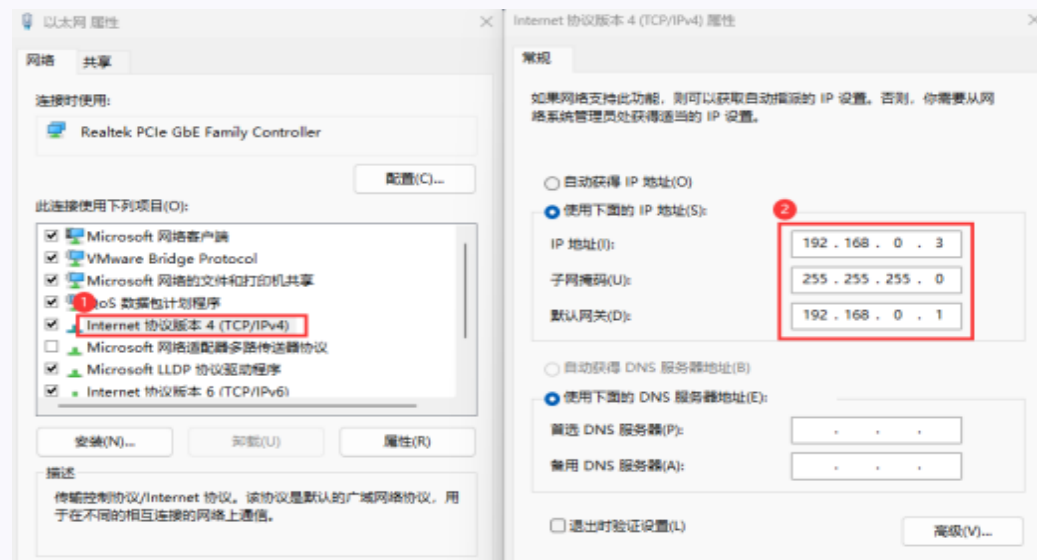 以太网 属性
网络
共享
连接时使用:
Realtek PCIe GbE Family Controller
配置(C)...
此连接使用下列项目(O):
Microsoft 网络客户端
VMware Bridge Protocol
Microsoft 网络的文件和打印机共享
QoS 数据包计划程序
1
Internet 协议版本 4 (TCP/IPv4)
Microsoft 网络适配器多路传送器协议
Microsoft LLDP 协议驱动程序
Internet 协议版本 6 (TCP/IPv6)
安装(N)...
卸载(U)
属性(R)
描述
传输控制协议/Internet 协议。该协议是默认的广域网络协议，用
于在不同的相互连接的网络上通信。
Internet 协议版本 4 (TCP/IPv4) 属性
常规
如果网络支持此功能，则可以获取自动指派的 IP 设置。否则，你需要从网
络系统管理员处获得适当的 IP 设置。
自动获得 IP 地址(O)
使用下面的 IP 地址(S):
2
IP 地址(I):
192 . 168 . 0 . 3
子网掩码(U):
255 . 255 . 255 . 0
默认网关(D):
192 . 168 . 0 . 1
自动获得 DNS 服务器地址(B)
使用下面的 DNS 服务器地址(E):
首选 DNS 服务器(P):
. . .
备用 DNS 服务器(A):
. . .
退出时验证设置(L)
高级(V)...